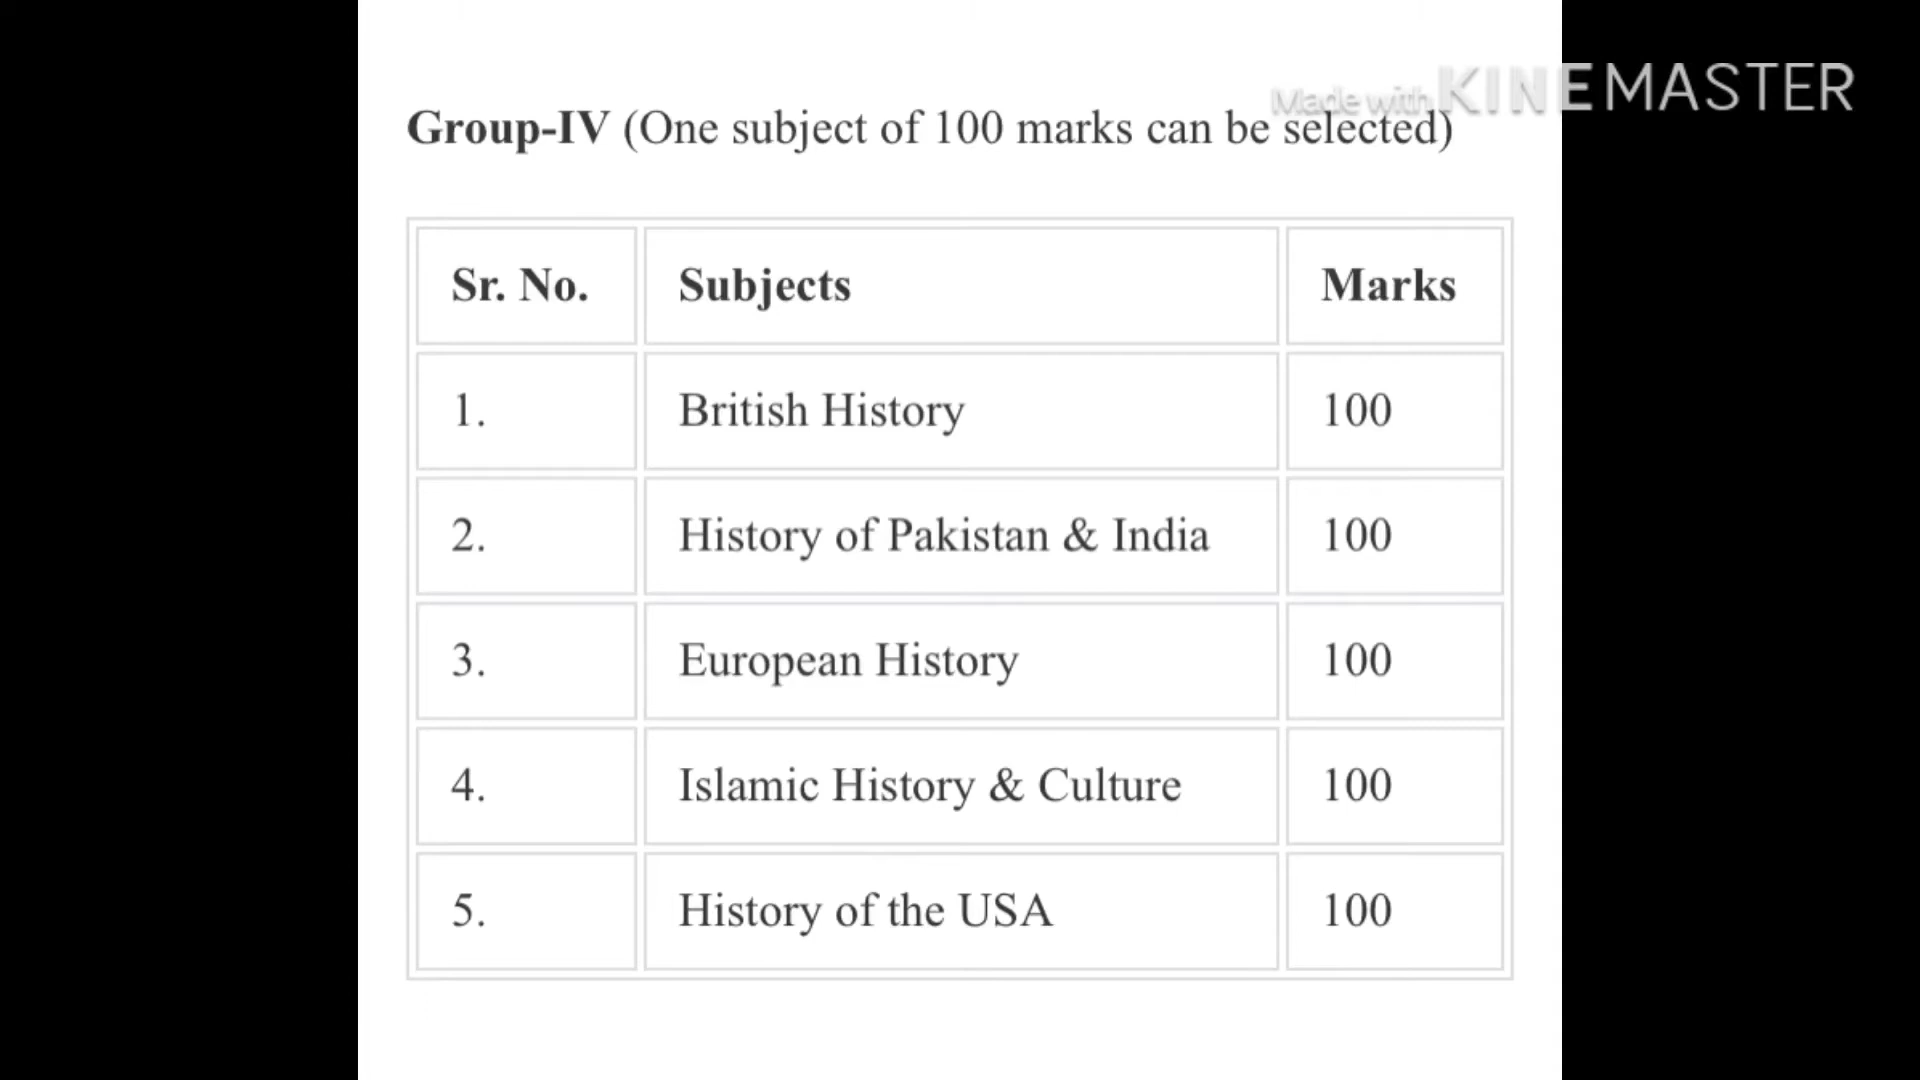 Made with KINEMASTER
Group-IV (One subject of 100 marks can be selected)
Sr. No. Subjects Marks
1. British History 100
2. History of Pakistan & India 100
3. European History 100
4. Islamic History & Culture 100
5. History of the USA 100